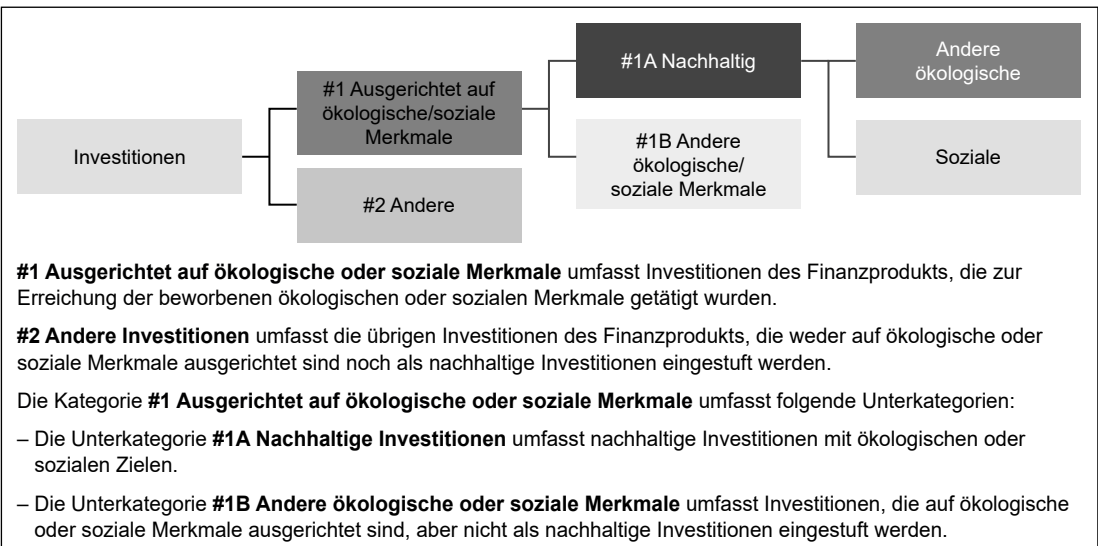 Investitionen
#1 Ausgerichtet auf
ökologische/soziale
Merkmale
#2 Andere
#1A Nachhaltig
#1B Andere
ökologische/
soziale Merkmale
Andere
ökologische
Soziale
#1 Ausgerichtet auf ökologische oder soziale Merkmale umfasst Investitionen des Finanzprodukts, die zur
Erreichung der beworbenen ökologischen oder sozialen Merkmale getätigt wurden.
#2 Andere Investitionen umfasst die übrigen Investitionen des Finanzprodukts, die weder auf ökologische oder
soziale Merkmale ausgerichtet sind noch als nachhaltige Investitionen eingestuft werden.
Die Kategorie #1 Ausgerichtet auf ökologische oder soziale Merkmale umfasst folgende Unterkategorien:
– Die Unterkategorie #1A Nachhaltige Investitionen umfasst nachhaltige Investitionen mit ökologischen oder
sozialen Zielen.
– Die Unterkategorie #1B Andere ökologische oder soziale Merkmale umfasst Investitionen, die auf ökologische
oder soziale Merkmale ausgerichtet sind, aber nicht als nachhaltige Investitionen eingestuft werden.